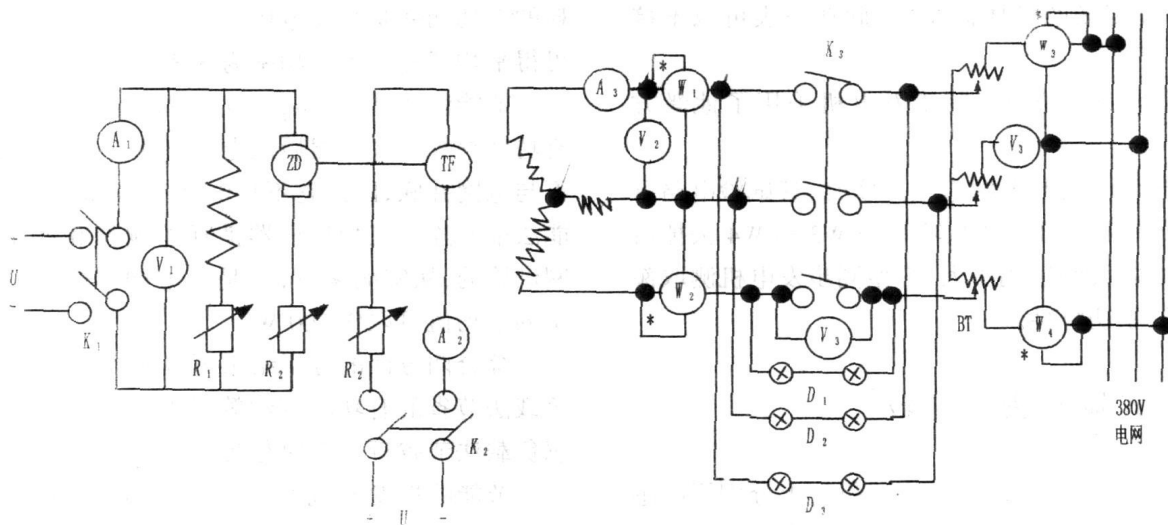 A₁
V₁
ZD
TF
A₂
U
K₁
R₁
R₂
R₂
K₂
U
A₃
*
W₁
V₂
W₂
*
K₃
V₃
D₁
D₂
D₃
*
W₃
V₃
BT
W₄
*
380V
电网